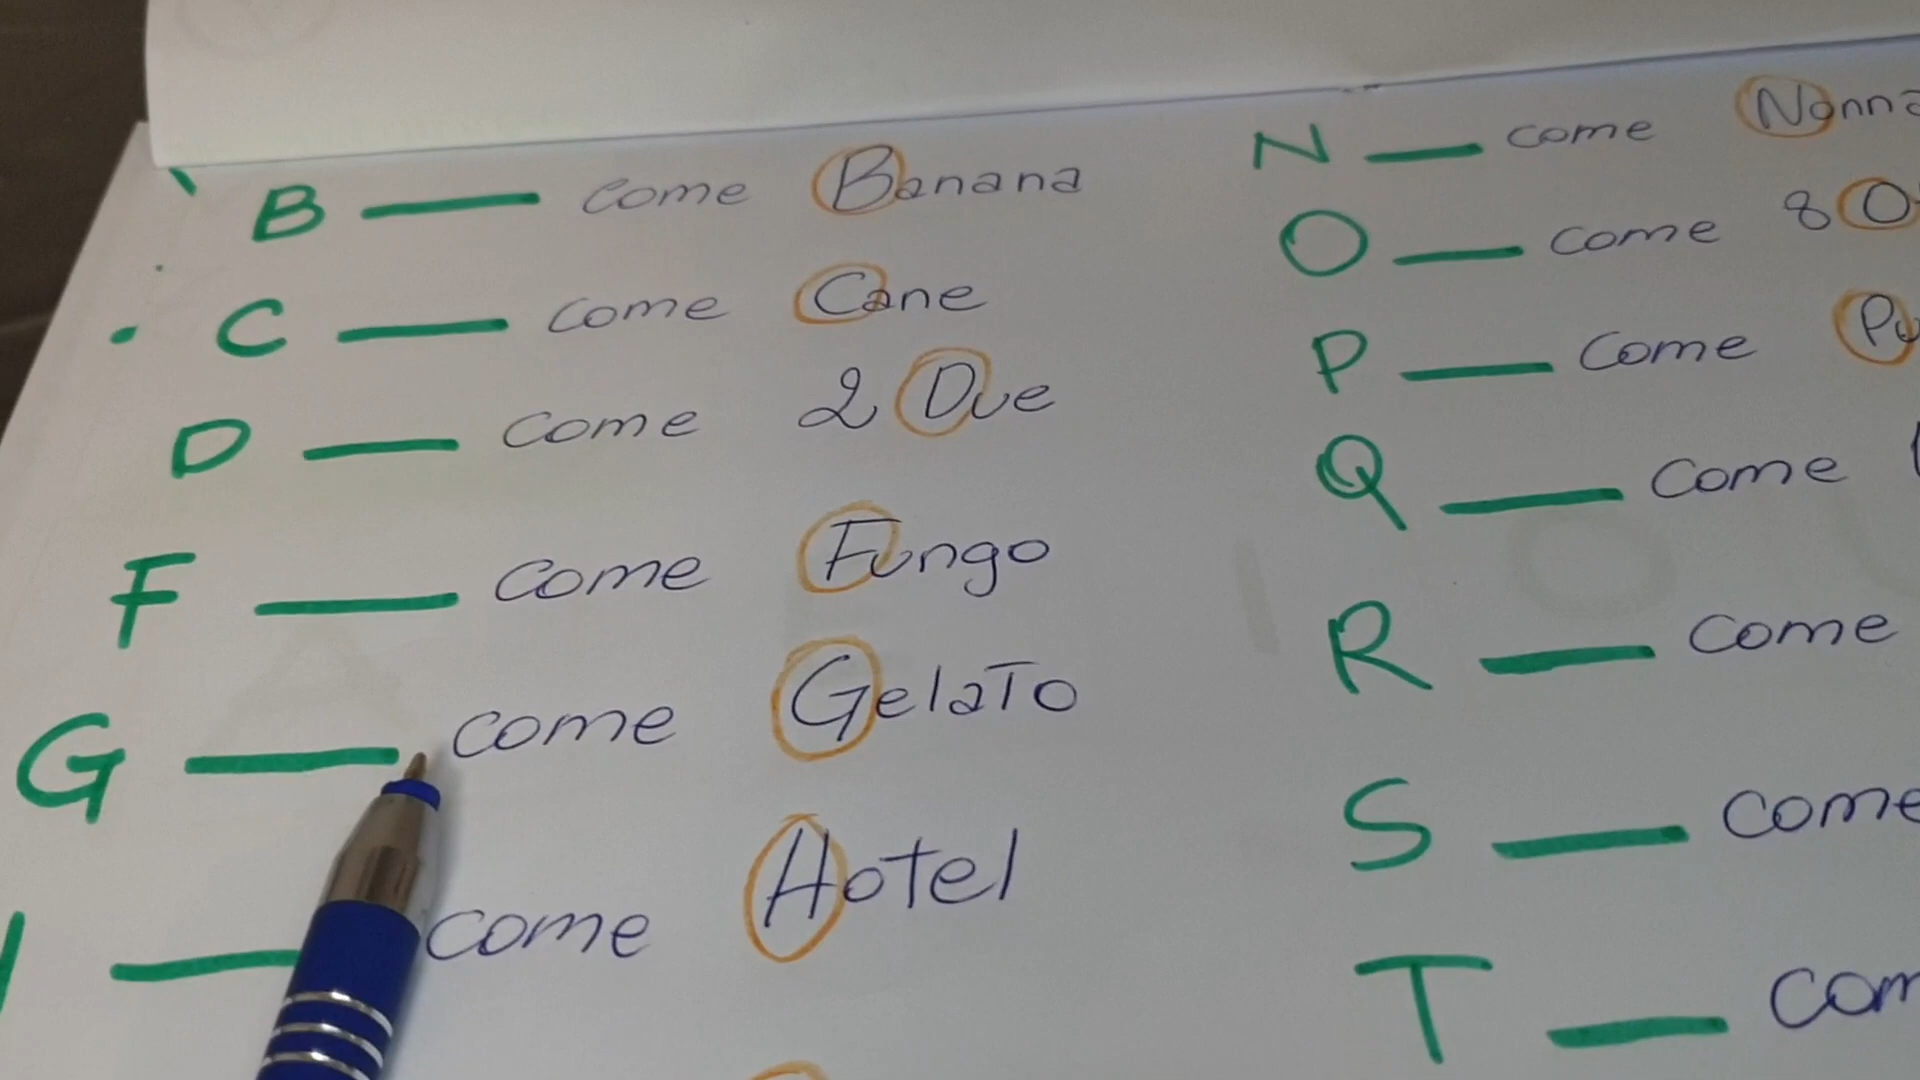 B — come Banana
C — come Cane
D — come 2 Due
F — come Fungo
G — come Gelato
— come Hotel
N — come Nonna
O — come 8
P — come
Q — come
R — come
S — come
T —